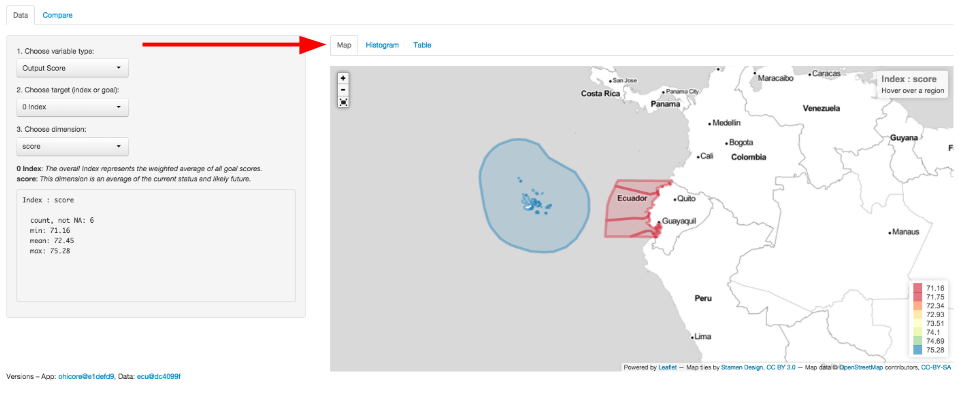 Data
Compare
1. Choose variable type:
Output Score
2. Choose target (index or goal):
0 Index
3. Choose dimension:
score
0 Index: The overall Index represents the weighted average of all goal scores.
score: This dimension is an average of the current status and likely future.
Index : score
count, not NA: 6
min: 71.16
mean: 72.45
max: 75.28
Versions – App: ohicore@e1defd9, Data: ecu@dc4099f
Map
Histogram
Table
+
-
Index : score
Hover over a region
San Jose
Costa Rica
Panama City
Panama
Maracaibo
Caracas
Venezuela
Medellin
Guyana
Bogota
Cali
Colombia
F
Ecuador
Quito
Guayaquil
Manaus
Peru
Lima
71.16
71.75
72.34
72.93
73.51
74.1
74.69
75.28
Powered by Leaflet — Map tiles by Stamen Design, CC BY 3.0 — Map data © OpenStreetMap contributors, CC-BY-SA